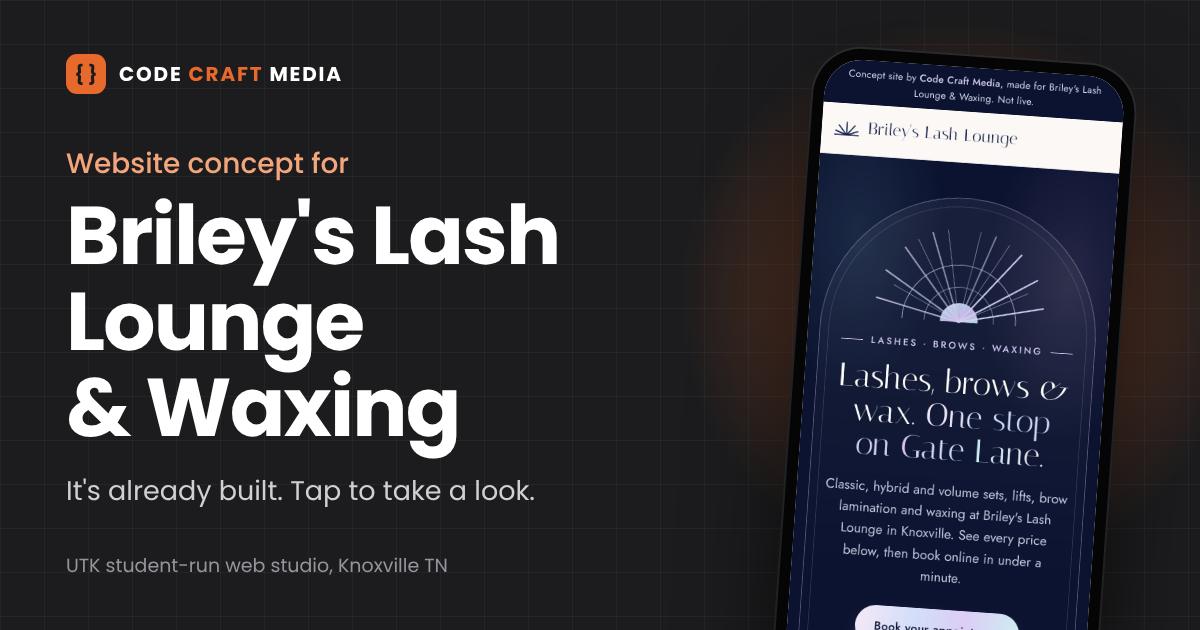 { } CODE CRAFT MEDIA
Website concept for
Briley's Lash
Lounge
& Waxing
It's already built. Tap to take a look.
UTK student-run web studio, Knoxville TN
Concept site by Code Craft Media, made for Briley's Lash
Lounge & Waxing. Not live.
Briley's Lash Lounge
LASHES · BROWS · WAXING
Lashes, brows &
wax. One stop
on Gate Lane.
Classic, hybrid and volume sets, lifts, brow
lamination and waxing at Briley's Lash
Lounge in Knoxville. See every price
below, then book online in under a
minute.
Book your